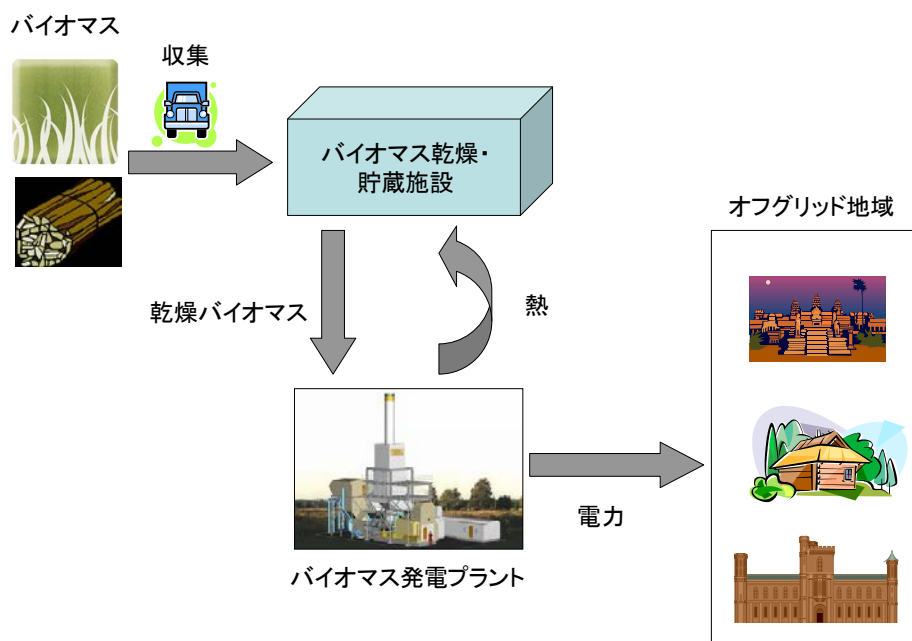 バイオマス
収集
バイオマス乾燥・
貯蔵施設
オフグリッド地域
乾燥バイオマス
熱
電力
バイオマス発電プラント